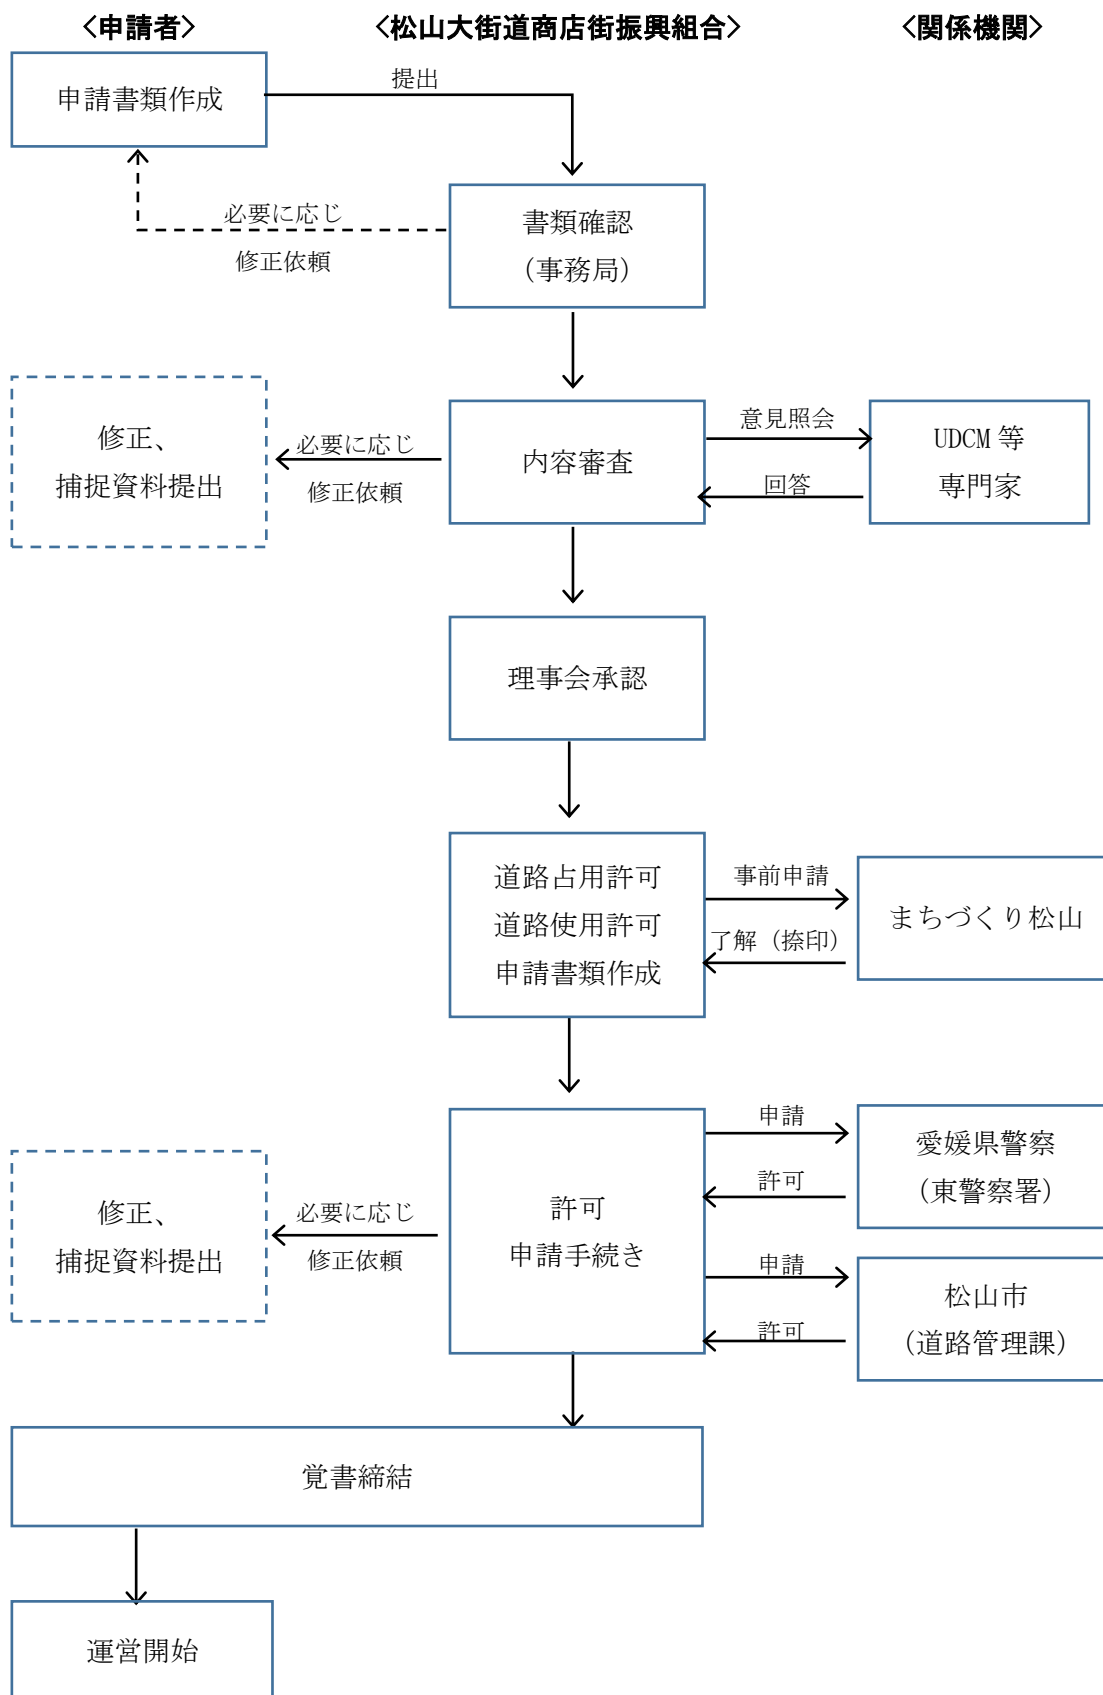 <申請者>
<松山大街道商店街振興組合>
<関係機関>
申請書類作成
提出
必要に応じ
修正依頼
書類確認
（事務局）
修正、
捕捉資料提出
必要に応じ
修正依頼
内容審査
意見照会
回答
UDCM 等
専門家
理事会承認
道路占用許可
道路使用許可
申請書類作成
事前申請
了解（捺印）
まちづくり松山
修正、
捕捉資料提出
必要に応じ
修正依頼
許可
申請手続き
申請
許可
愛媛県警察
（東警察署）
申請
許可
松山市
（道路管理課）
覚書締結
運営開始